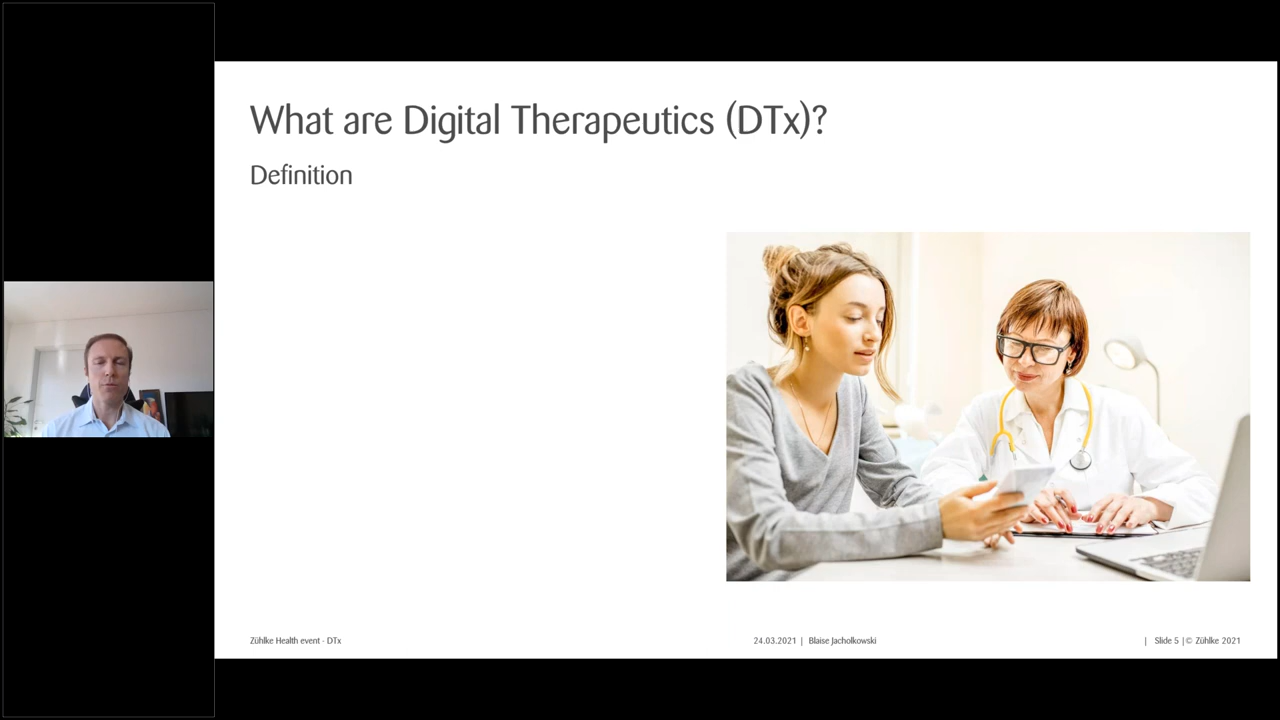 What are Digital Therapeutics (DTx)?
Definition
Zühlke Health event - DTx
24.03.2021 | Blaise Jacholkowski
| Slide 5 | © Zühlke 2021